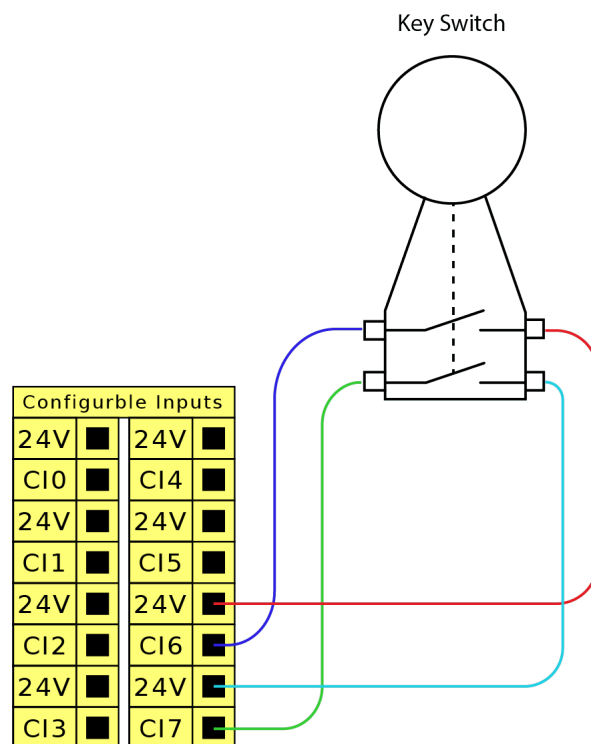 Key Switch
Configurble Inputs
24V 24V
CI0 CI4
24V 24V
CI1 CI5
24V 24V
CI2 CI6
24V 24V
CI3 CI7